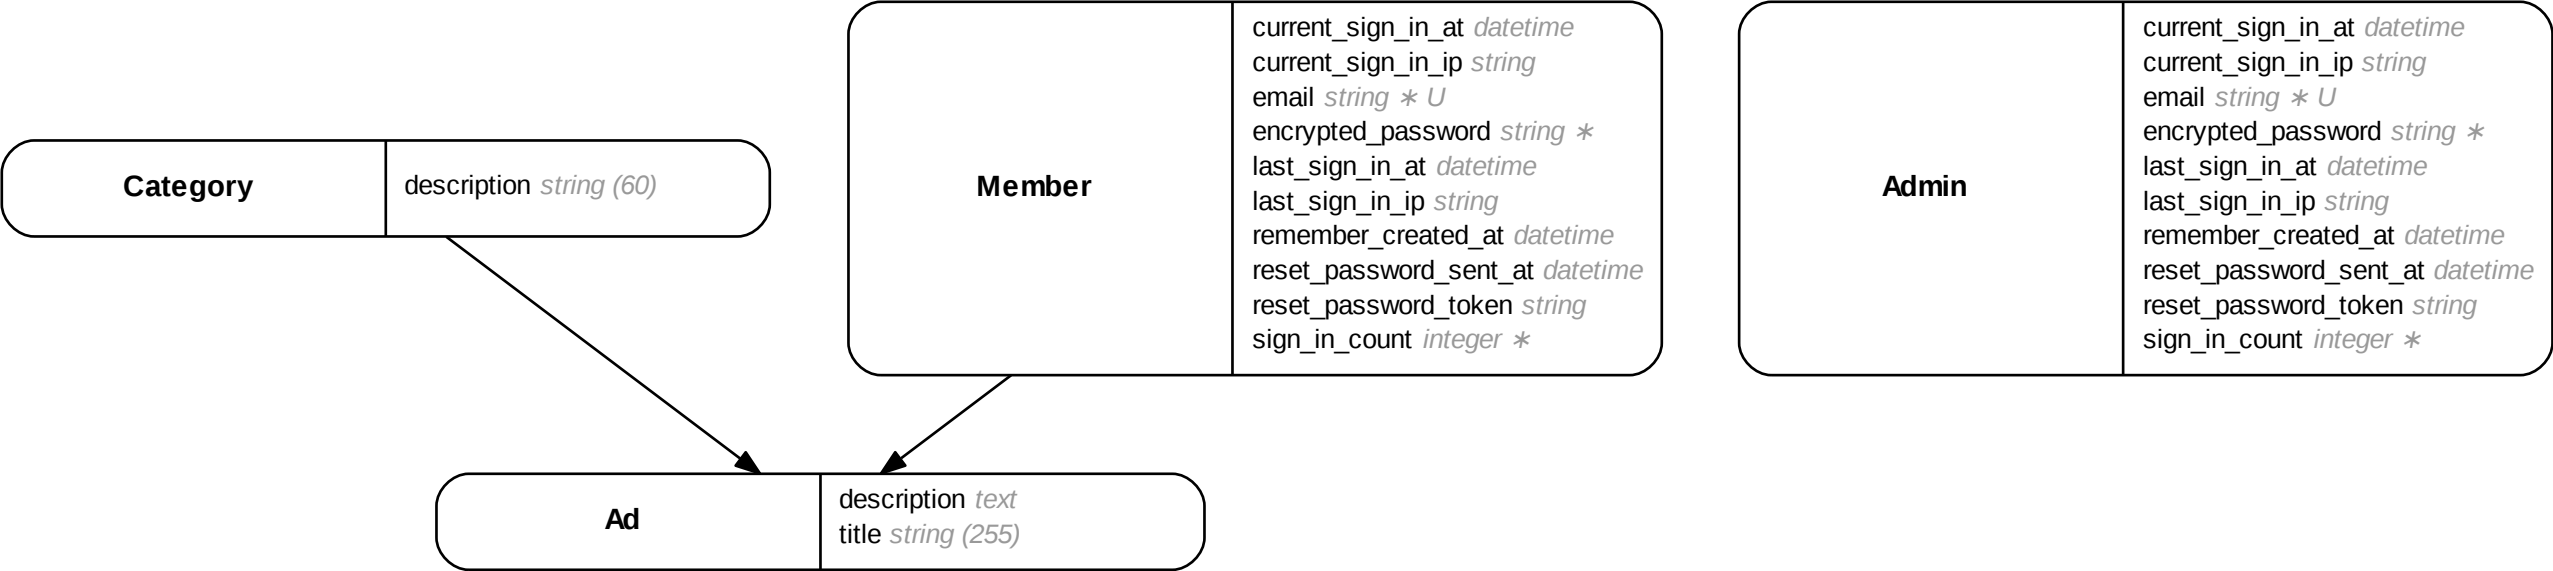 Category
description string (60)
Member
current_sign_in_at datetime
current_sign_in_ip string
email string ∗ U
encrypted_password string ∗
last_sign_in_at datetime
last_sign_in_ip string
remember_created_at datetime
reset_password_sent_at datetime
reset_password_token string
sign_in_count integer ∗
Admin
current_sign_in_at datetime
current_sign_in_ip string
email string ∗ U
encrypted_password string ∗
last_sign_in_at datetime
last_sign_in_ip string
remember_created_at datetime
reset_password_sent_at datetime
reset_password_token string
sign_in_count integer ∗
Ad
description text
title string (255)